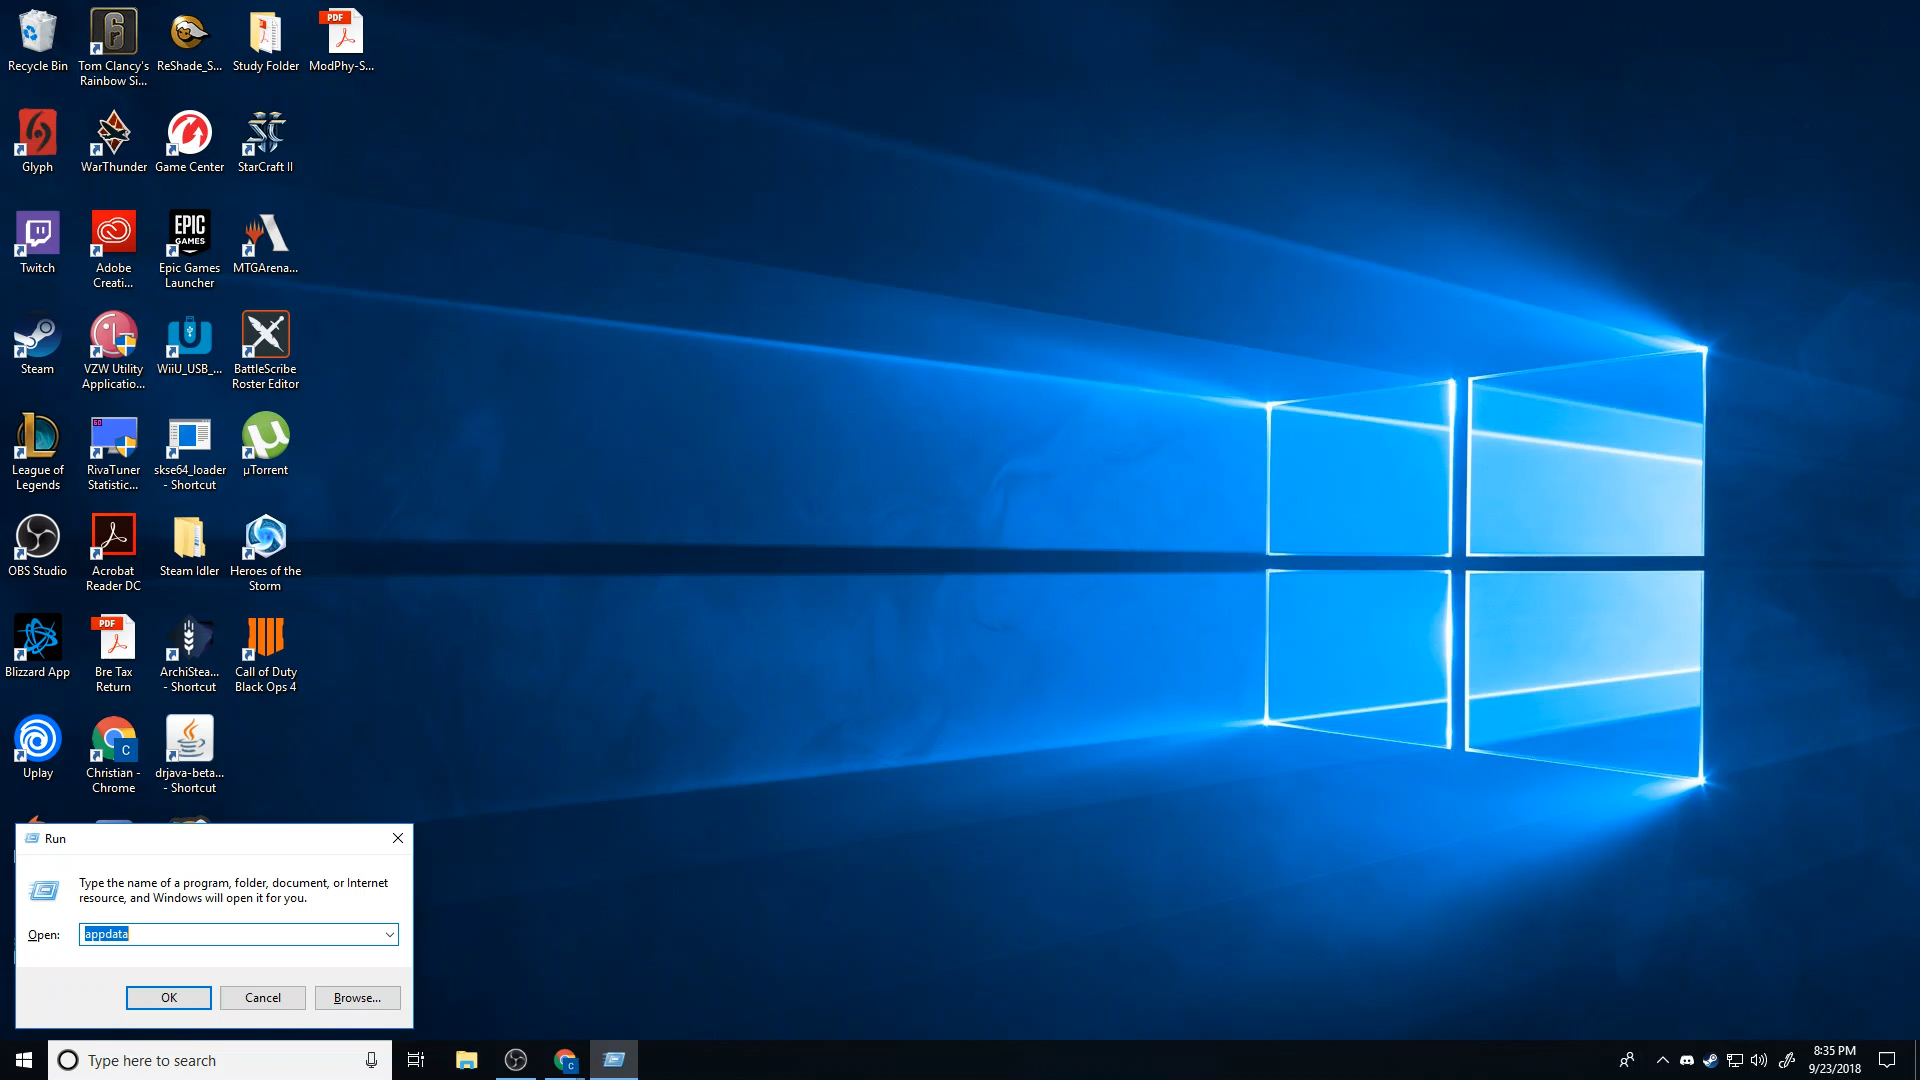 Recycle Bin
Tom Clancy's
Rainbow Si...
ReShade_S...
Study Folder
PDF
ModPhy-S...
Glyph
WarThunder
Game Center
StarCraft II
Twitch
Adobe
Creati...
EPIC
GAMES
Epic Games
Launcher
MTGArena...
Steam
VZW Utility
Applicatio...
WiiU_USB_...
BattleScribe
Roster Editor
League of
Legends
60
RivaTuner
Statistic...
skse64_loader
- Shortcut
µTorrent
OBS Studio
Acrobat
Reader DC
Steam Idler
Heroes of the
Storm
Blizzard App
PDF
Bre Tax
Return
ArchiStea...
- Shortcut
Call of Duty
Black Ops 4
Uplay
C
Christian -
Chrome
drjava-beta...
- Shortcut
Run
Type the name of a program, folder, document, or Internet
resource, and Windows will open it for you.
Open:
appdata
OK
Cancel
Browse...
Type here to search
C
8:35 PM
9/23/2018